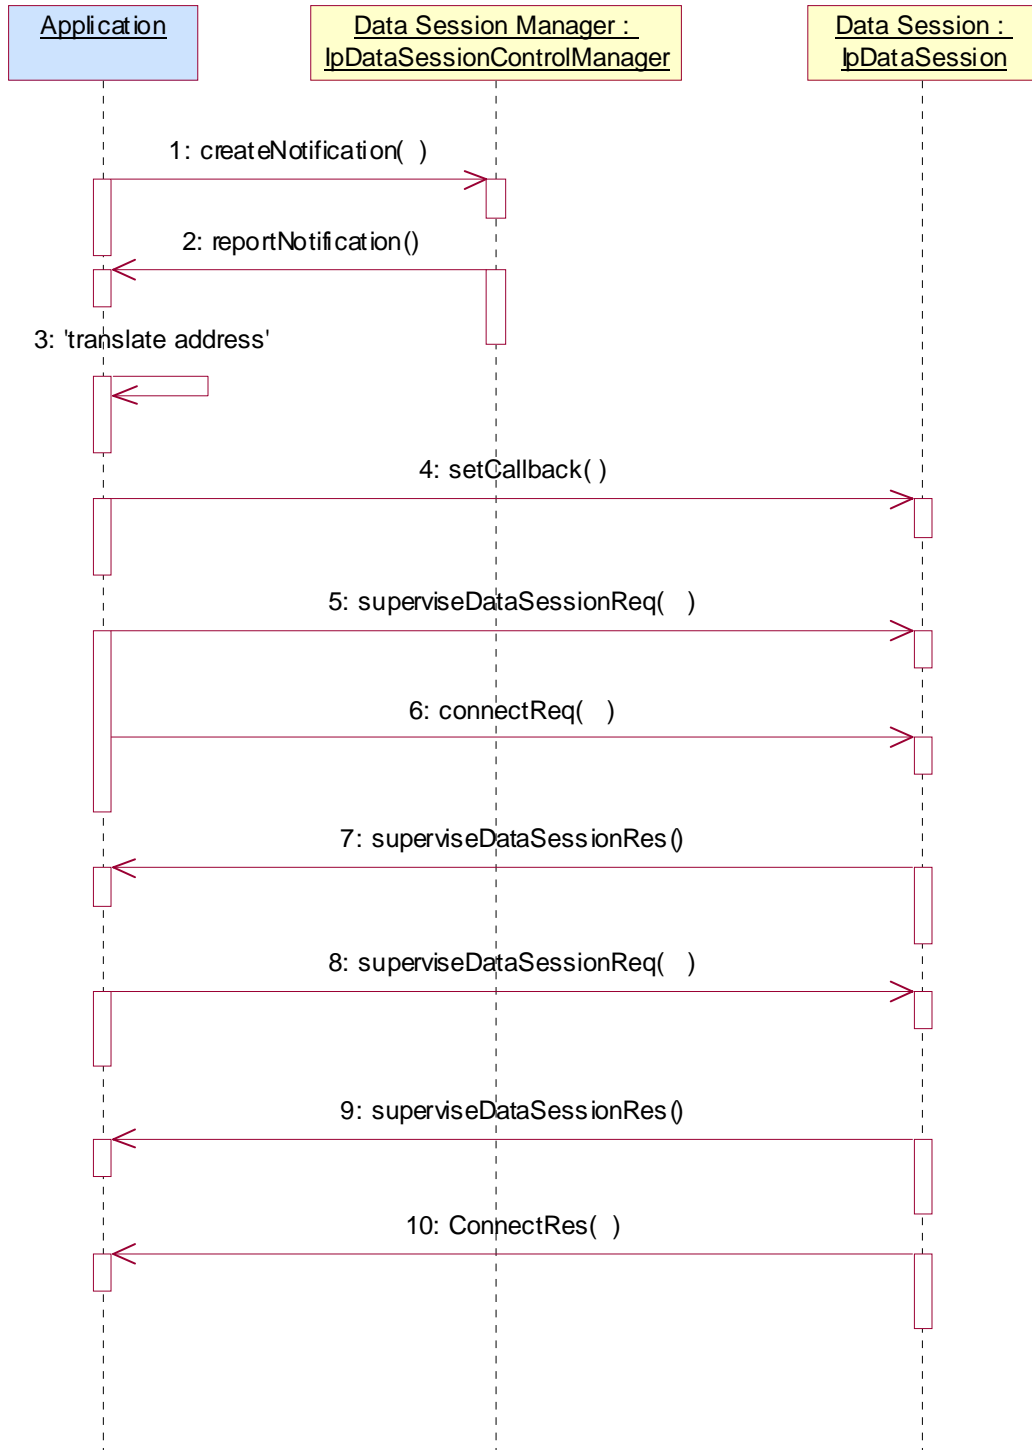 Application
Data Session Manager :
IpDataSessionControlManager
Data Session :
IpDataSession
1: createNotification(  )
2: reportNotification()
3: 'translate address'
4: setCallback( )
5: superviseDataSessionReq(   )
6: connectReq(   )
7: superviseDataSessionRes()
8: superviseDataSessionReq(   )
9: superviseDataSessionRes()
10: ConnectRes(  )